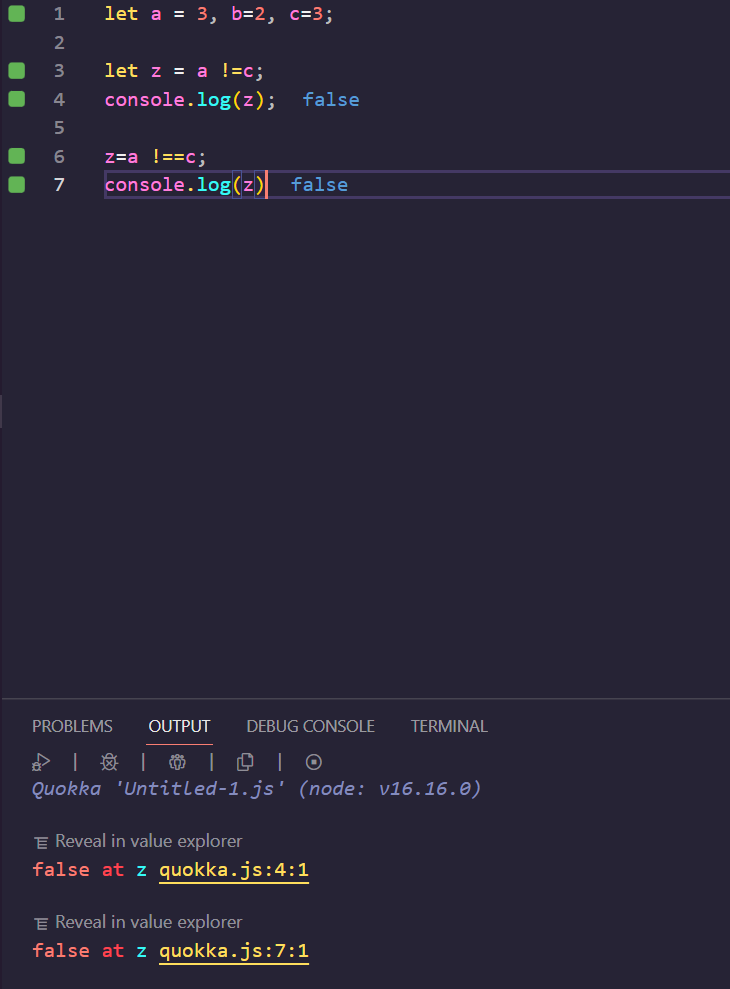 1 let a = 3, b=2, c=3;
2
3 let z = a !=c;
4 console.log(z); false
5
6 z=a !==c;
7 console.log(z) false
PROBLEMS OUTPUT DEBUG CONSOLE TERMINAL
Quokka 'Untitled-1.js' (node: v16.16.0)
Reveal in value explorer
false at z quokka.js:4:1
Reveal in value explorer
false at z quokka.js:7:1